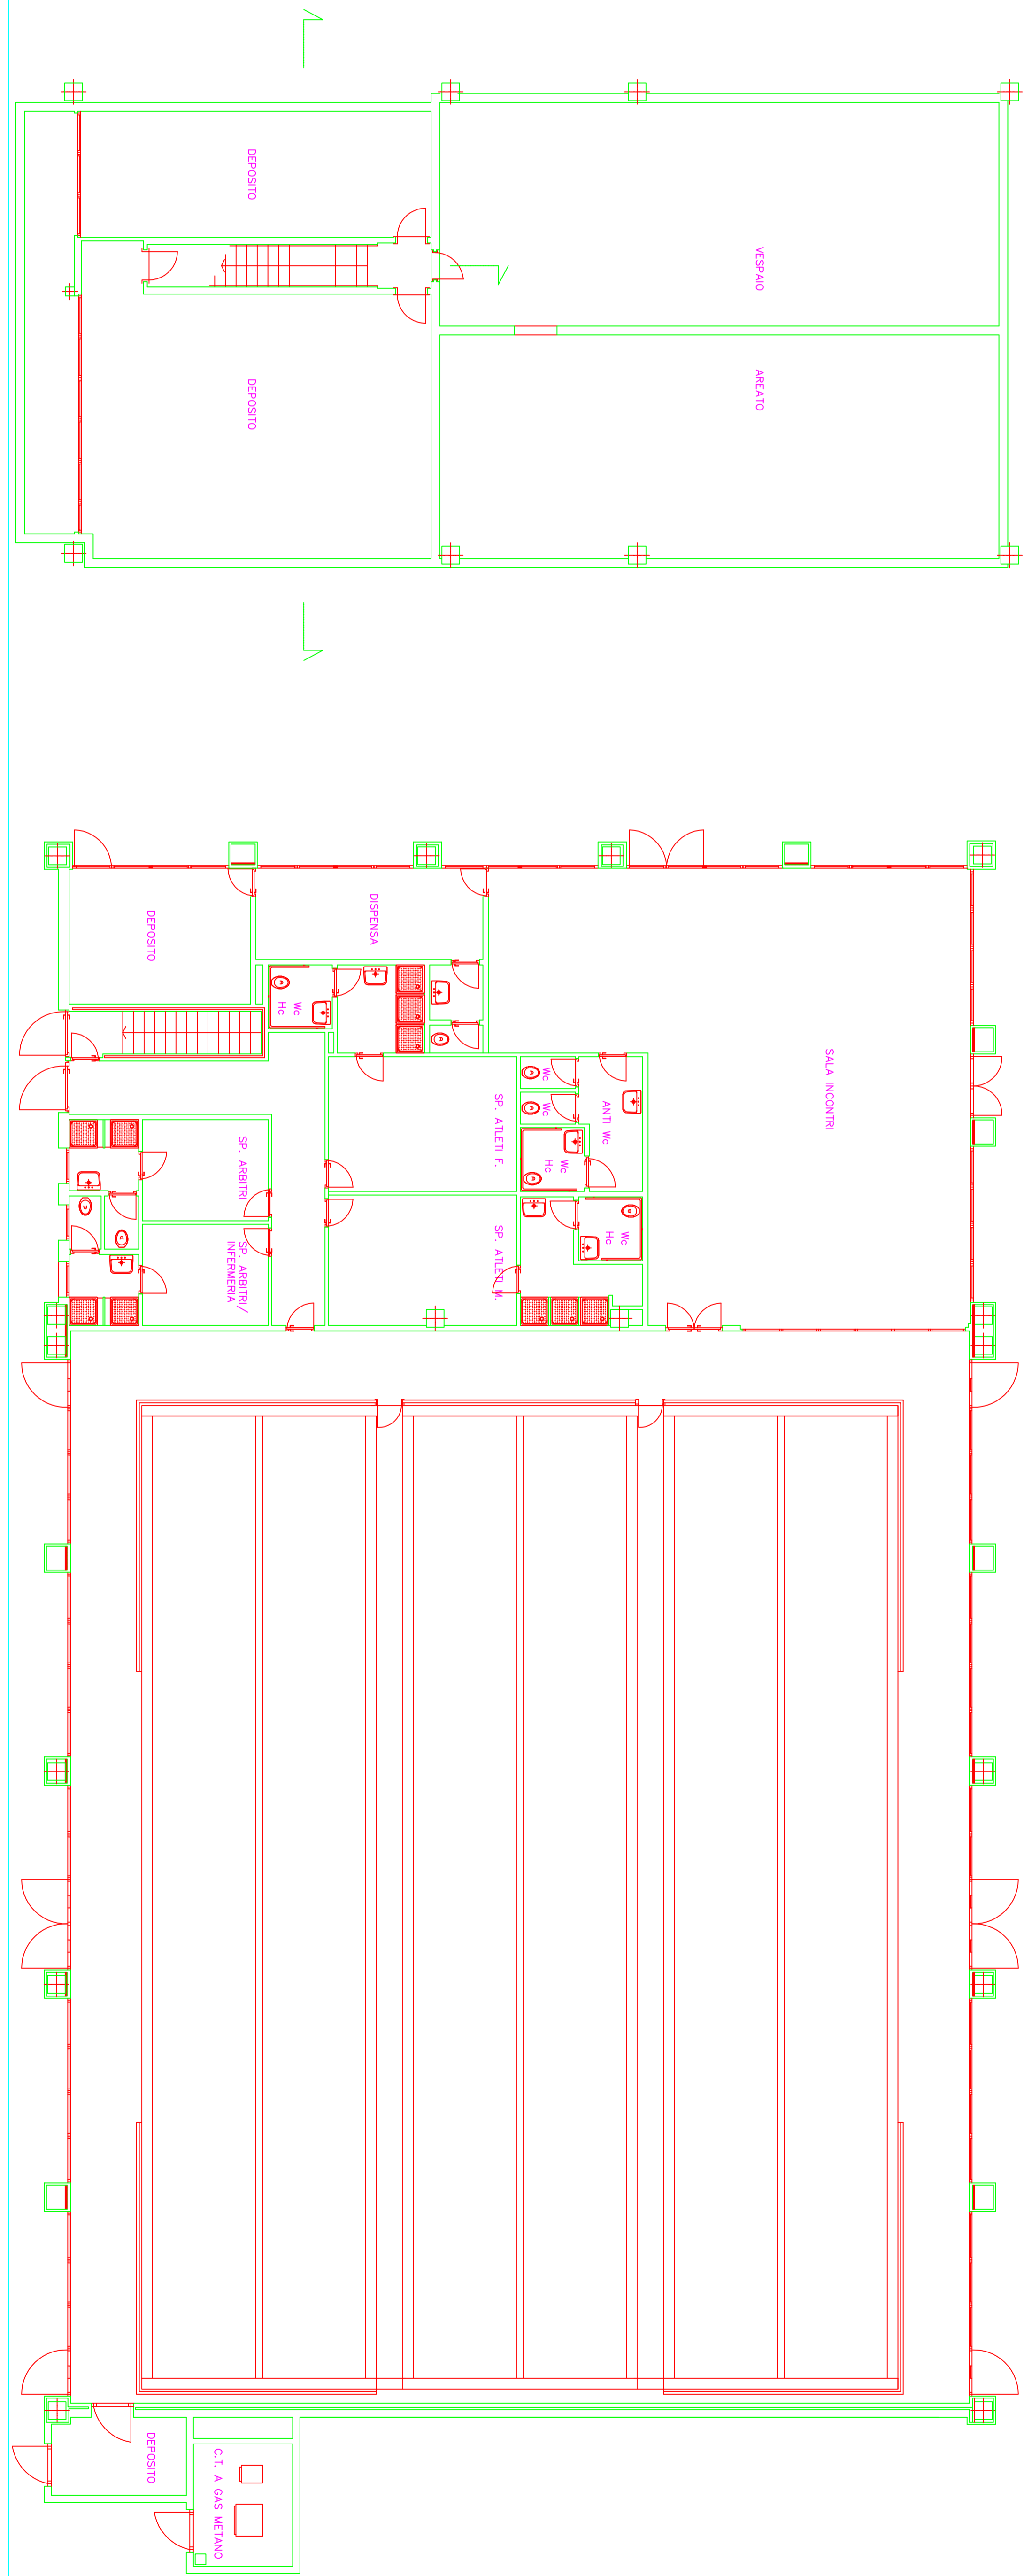 DEPOSITO
VESPAIO
DEPOSITO
AREATO
DISPENSA
DEPOSITO
Wc
Hc
SALA INCONTRI
Wc
Wc
ANTI Wc
SP. ATLETI F.
Wc
Hc
SP. ARBITRI
SP. ATLETI M.
Wc
Hc
SP. ARBITRI/
INFERMERIA
DEPOSITO
C.T. A GAS METANO